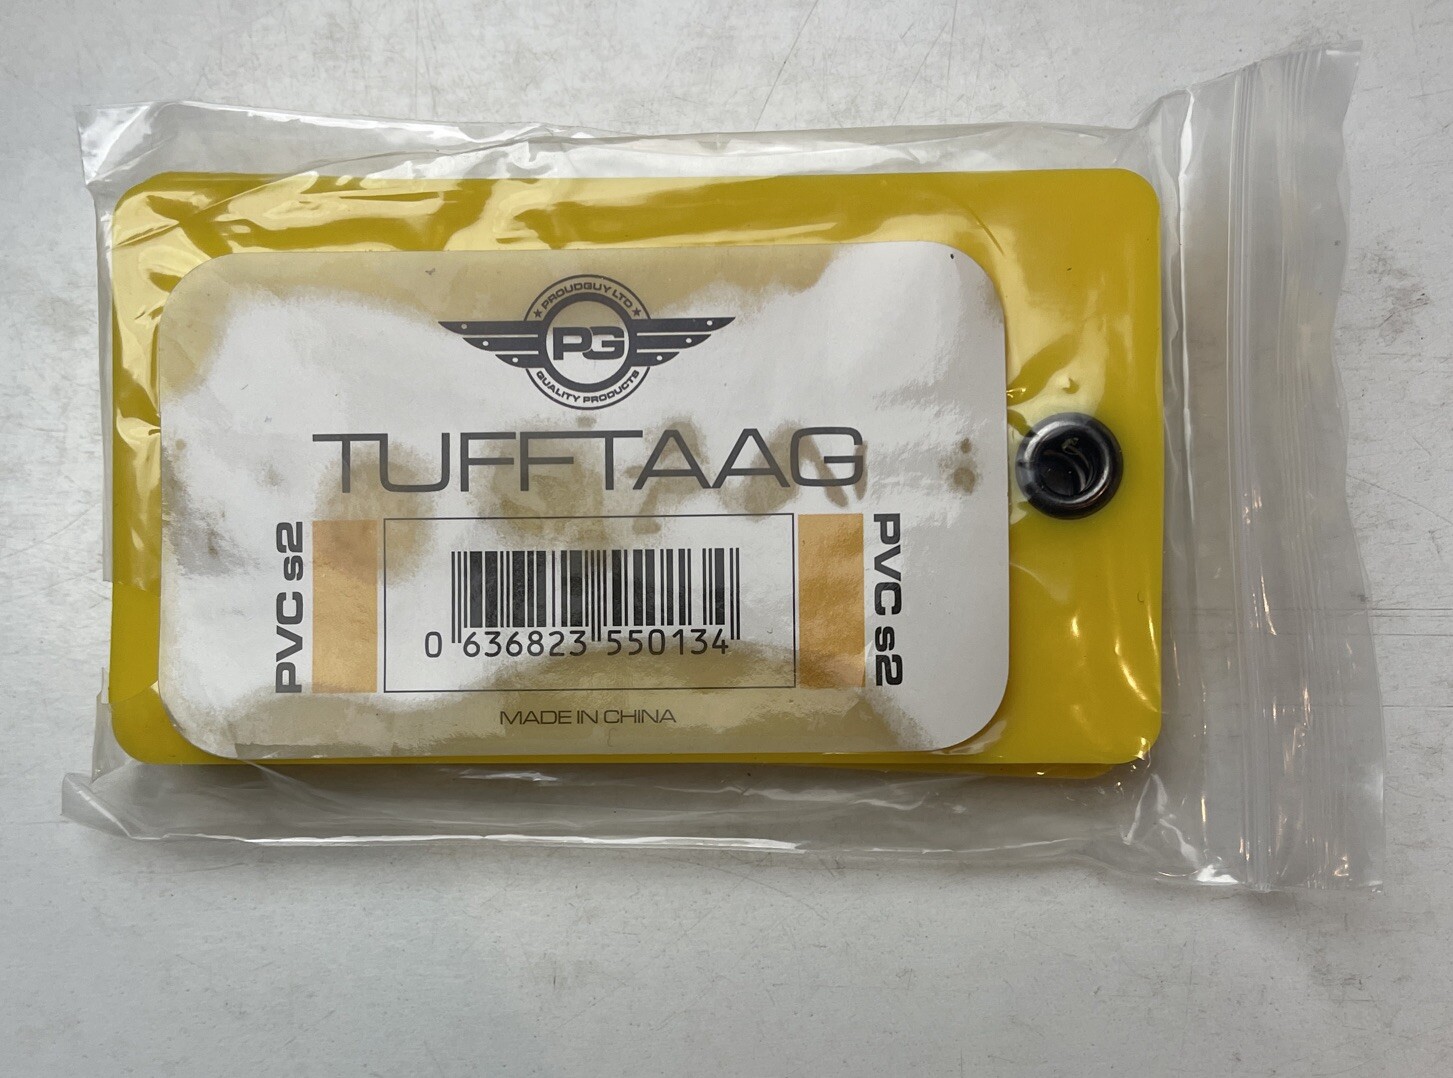 PROUDGUY LTD
PG
QUALITY PRODUCTS
TUFFTAAG
PVC s2
PVC s2
0 636823 550134
MADE IN CHINA